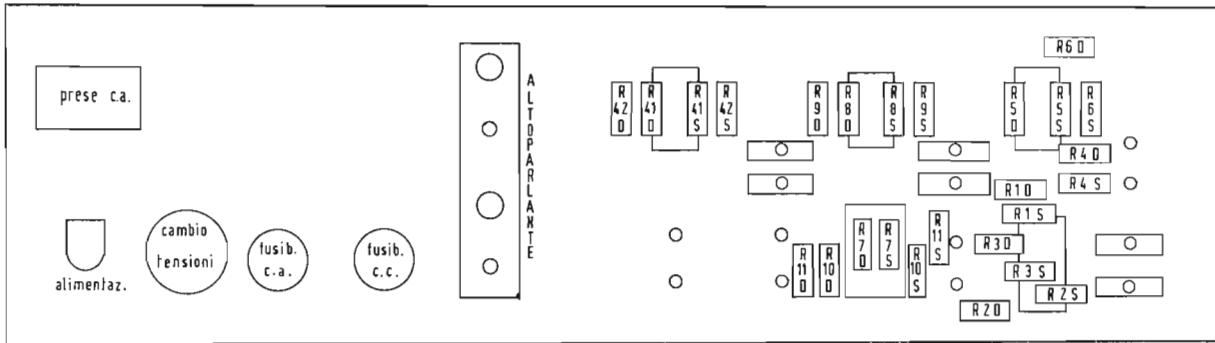 prese c.a.
alimentaz.
cambio
tensioni
fusib.
c.a.
fusib.
c.c.
ALTOPARLANTE
R42D
R41D
R41S
R42S
R9D
R8D
R8S
R9S
R6D
R5D
R5S
R6S
R4D
R4S
R1D
R1S
R3D
R3S
R2S
R2D
R11D
R10D
R7D
R7S
R10S
R11S